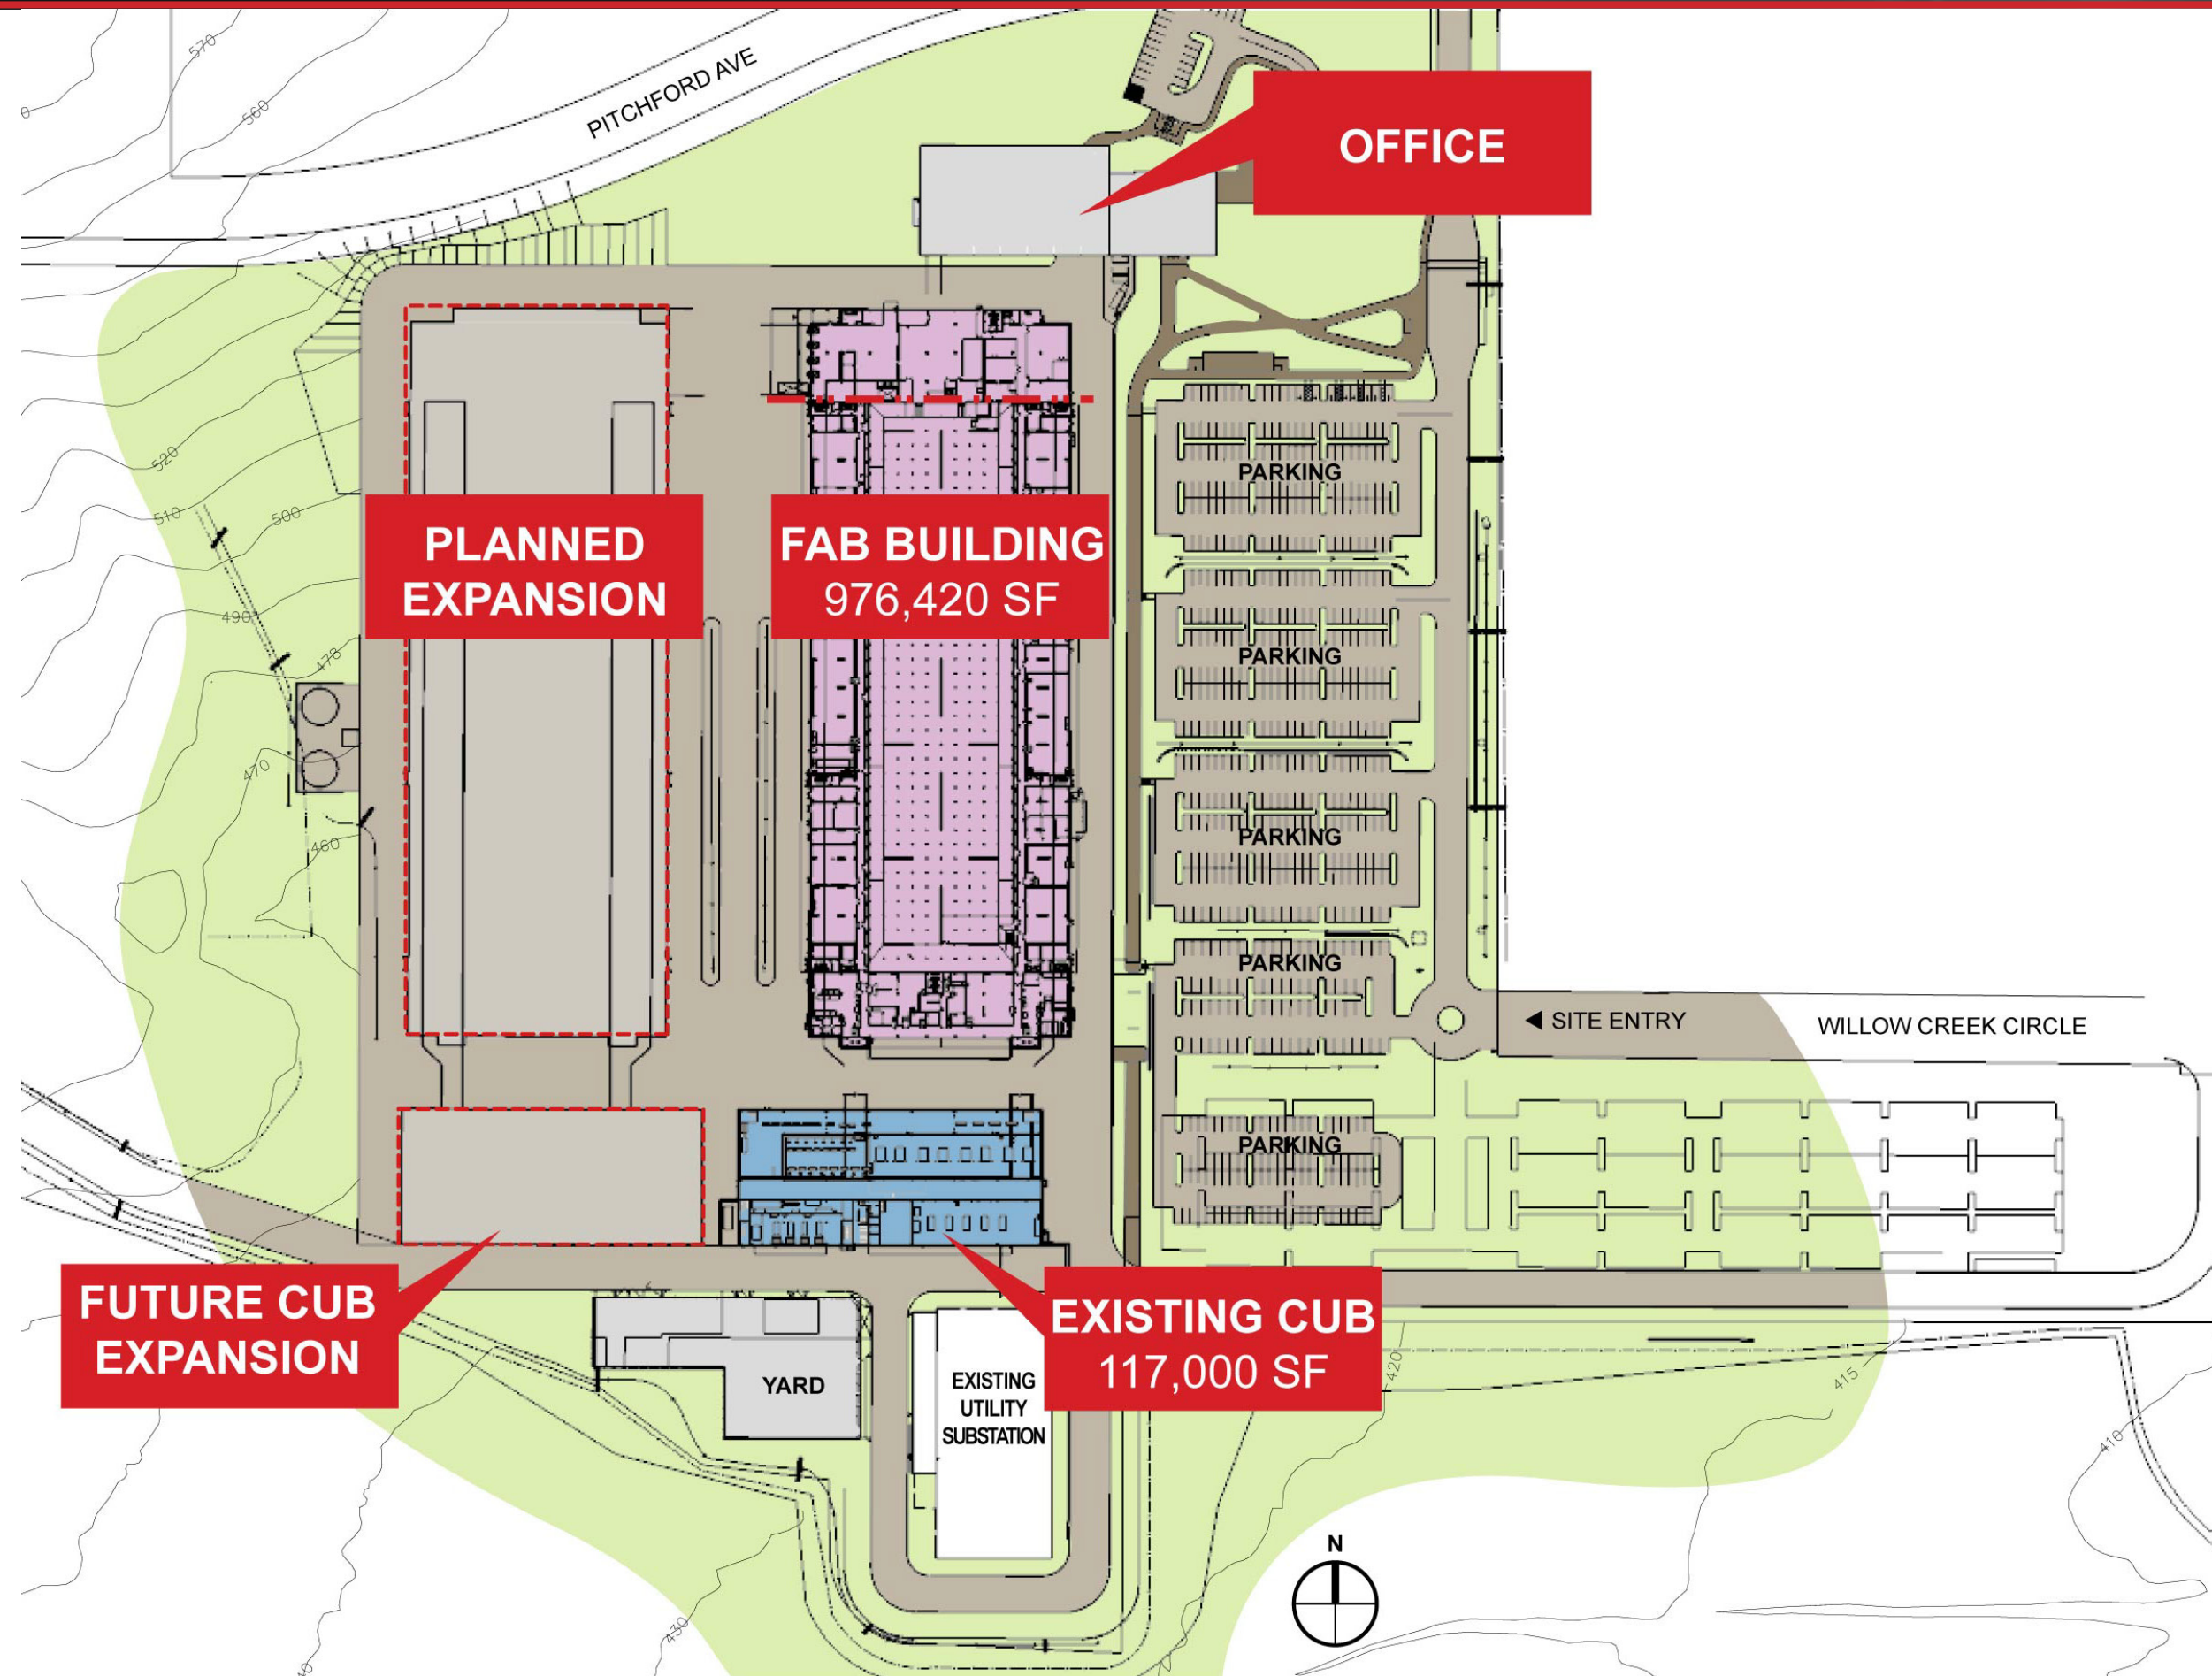 570
560
PITCHFORD AVE
OFFICE
520
510
500
490
478
470
460
PLANNED
EXPANSION
FAB BUILDING
976,420 SF
PARKING
PARKING
PARKING
PARKING
◀ SITE ENTRY
WILLOW CREEK CIRCLE
PARKING
FUTURE CUB
EXPANSION
EXISTING CUB
117,000 SF
YARD
EXISTING
UTILITY
SUBSTATION
420
415
410
430
N